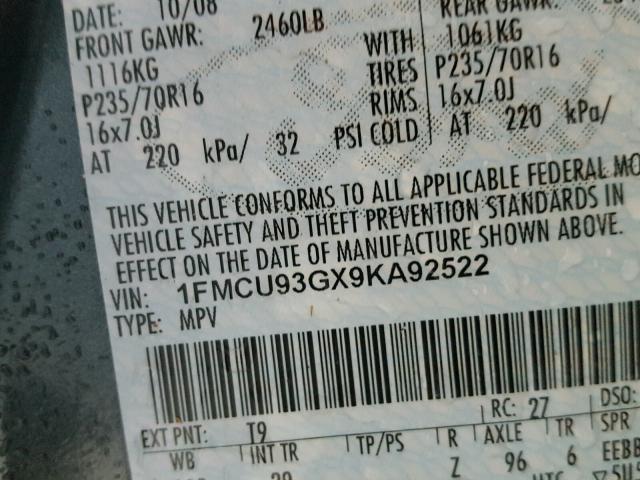 DATE: 10/08
FRONT GAWR: 2460LB
1116KG
P235/70R16
16x7.0J
AT 220 kPa/ 32 PSI COLD
WITH
TIRES
RIMS
REAR GAWR:
1061KG
P235/70R16
16x7.0J
AT 220 kPa/
THIS VEHICLE CONFORMS TO ALL APPLICABLE FEDERAL MO
VEHICLE SAFETY AND THEFT PREVENTION STANDARDS IN
EFFECT ON THE DATE OF MANUFACTURE SHOWN ABOVE.
VIN: 1FMCU93GX9KA92522
TYPE: MPV
EXT PNT: T9 RC: 27 DSO:
WB INT TR TP/PS R AXLE TR SPR
Z 96 6 EEBB